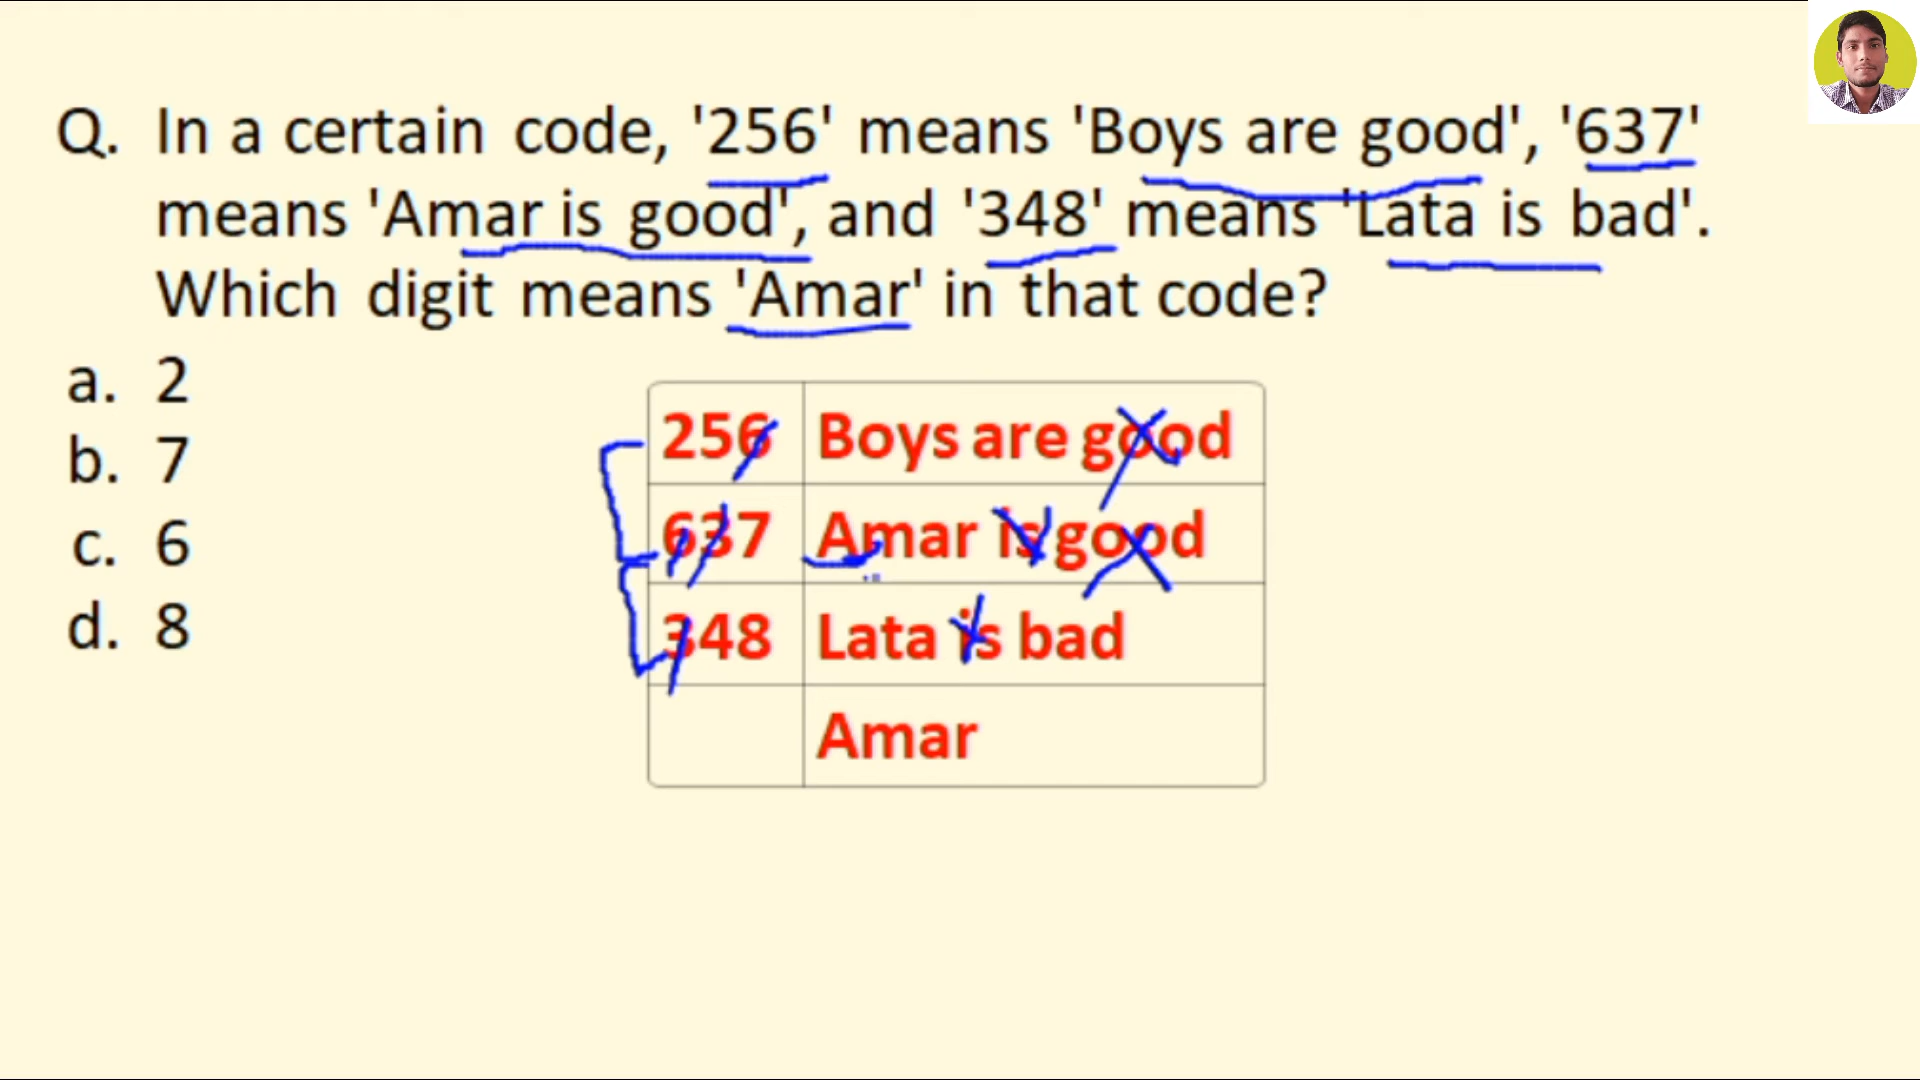 Q. In a certain code, '256' means 'Boys are good', '637'
means 'Amar is good', and '348' means 'Lata is bad'.
Which digit means 'Amar' in that code?
a. 2
b. 7
c. 6
d. 8
256 Boys are good
637 Amar is good
348 Lata is bad
Amar